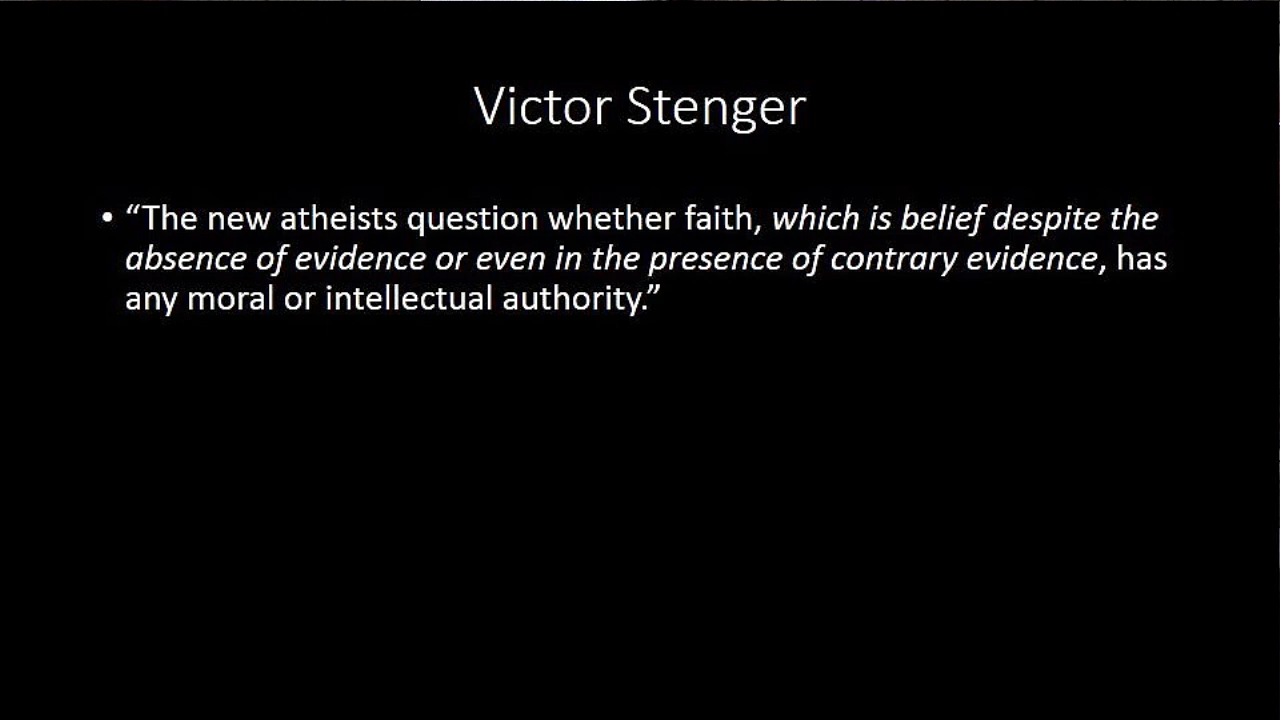 Victor Stenger
• “The new atheists question whether faith, which is belief despite the
absence of evidence or even in the presence of contrary evidence, has
any moral or intellectual authority.”